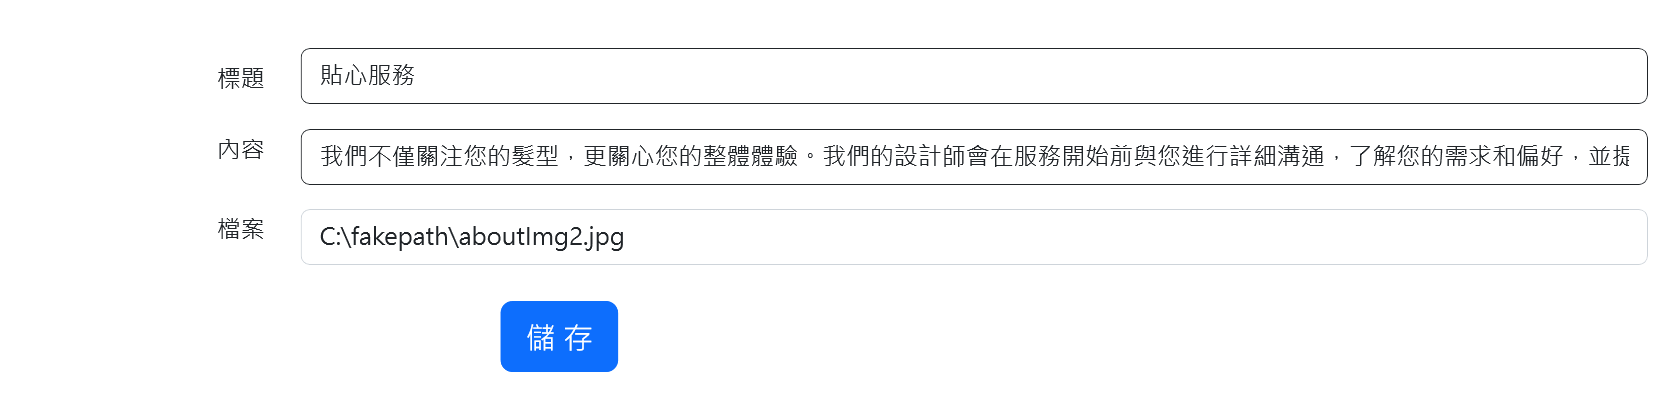 標題 貼心服務
內容 我們不僅關注您的髮型，更關心您的整體體驗。我們的設計師會在服務開始前與您進行詳細溝通，了解您的需求和偏好，並提
檔案 C:\fakepath\aboutImg2.jpg
儲 存